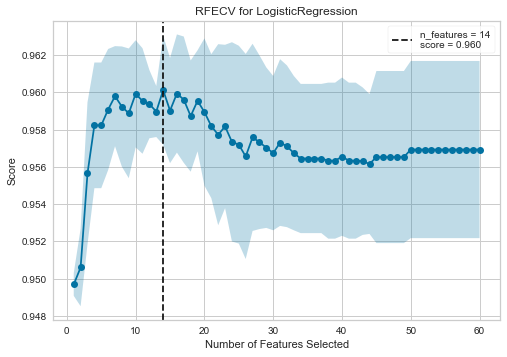 RFECV for LogisticRegression
n_features = 14
score = 0.960
0.962
0.960
0.958
0.956
0.954
0.952
0.950
0.948
Score
0 10 20 30 40 50 60
Number of Features Selected